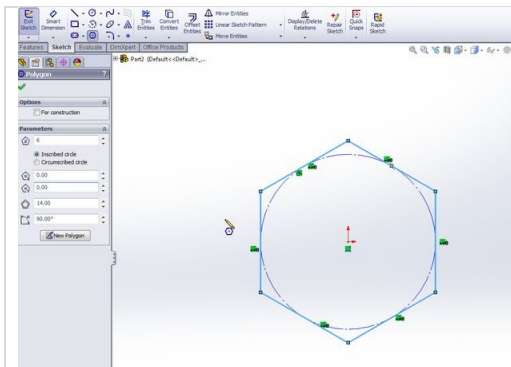 Exit Sketch
Smart Dimension
Trim Entities
Convert Entities
Offset Entities
Mirror Entities
Linear Sketch Pattern
Move Entities
Display/Delete Relations
Repair Sketch
Quick Snaps
Rapid Sketch
Features Sketch Evaluate DimXpert Office Products
Part2 (Default<<Default>_...
Polygon ?
Options
For construction
Parameters
6
Inscribed circle
Circumscribed circle
0.00
0.00
14.00
90.00°
New Polygon